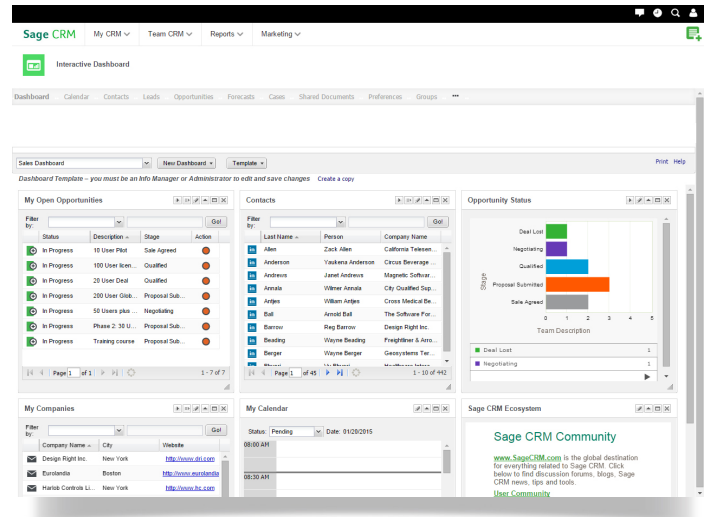 Sage CRM My CRM Team CRM Reports Marketing
Interactive Dashboard
Dashboard Calendar Contacts Leads Opportunities Forecasts Cases Shared Documents Preferences Groups •••
Sales Dashboard New Dashboard Template Print Help
Dashboard Template – you must be an Info Manager or Administrator to edit and save changes Create a copy
My Open Opportunities
Filter by: Go!
Status Description Stage Action
In Progress 10 User Pilot Sale Agreed
In Progress 100 User licen... Qualified
In Progress 20 User Deal Qualified
In Progress 200 User Glob... Proposal Sub...
In Progress 50 Users plus ... Negotiating
In Progress Phase 2: 30 U... Proposal Sub...
In Progress Training course Proposal Sub...
Page 1 of 1 1 - 7 of 7
Contacts
Filter by: Go!
Last Name Person Company Name
in Allen Zack Allen California Telesen...
in Anderson Yaukena Anderson Circus Beverage ...
in Andrews Janet Andrews Magnetic Softwar...
in Annala Wilmer Annala City Qualified Sup...
in Antjes William Antjes Cross Medical Be...
in Ball Arnold Ball The Software For...
in Barrow Reg Barrow Design Right Inc.
in Beading Wayne Beading Freightliner & Arro...
in Berger Wayne Berger Geosystems Ter...
Page 1 of 45 1 - 10 of 442
Opportunity Status
Stage
Deal Lost
Negotiating
Qualified
Proposal Submitted
Sale Agreed
0 1 2 3 4 5
Team Description
Deal Lost 1
Negotiating 1
My Companies
Filter by: Go!
Company Name City Website
Design Right Inc. New York http://www.dri.com
Eurolandia Boston http://www.eurolandia
Harlob Controls Li... New York http://www.hc.com
My Calendar
Status: Pending Date: 01/20/2015
08:00 AM
08:30 AM
Sage CRM Ecosystem
Sage CRM Community
www.SageCRM.com is the global destination
for everything related to Sage CRM. Click
below to find discussion forums, blogs, Sage
CRM news, tips and tools.
User Community